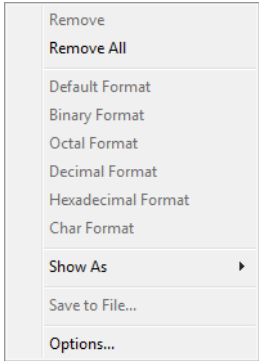 Remove
Remove All
Default Format
Binary Format
Octal Format
Decimal Format
Hexadecimal Format
Char Format
Show As
Save to File...
Options...